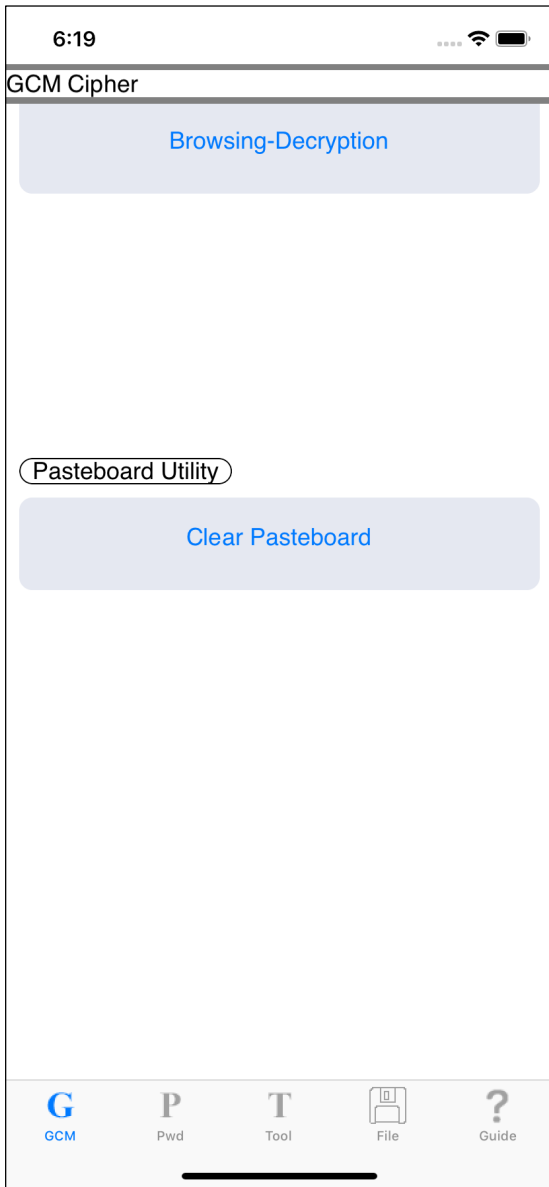 6:19
GCM Cipher
Browsing-Decryption
Pasteboard Utility
Clear Pasteboard
G P T ?
GCM Pwd Tool File Guide